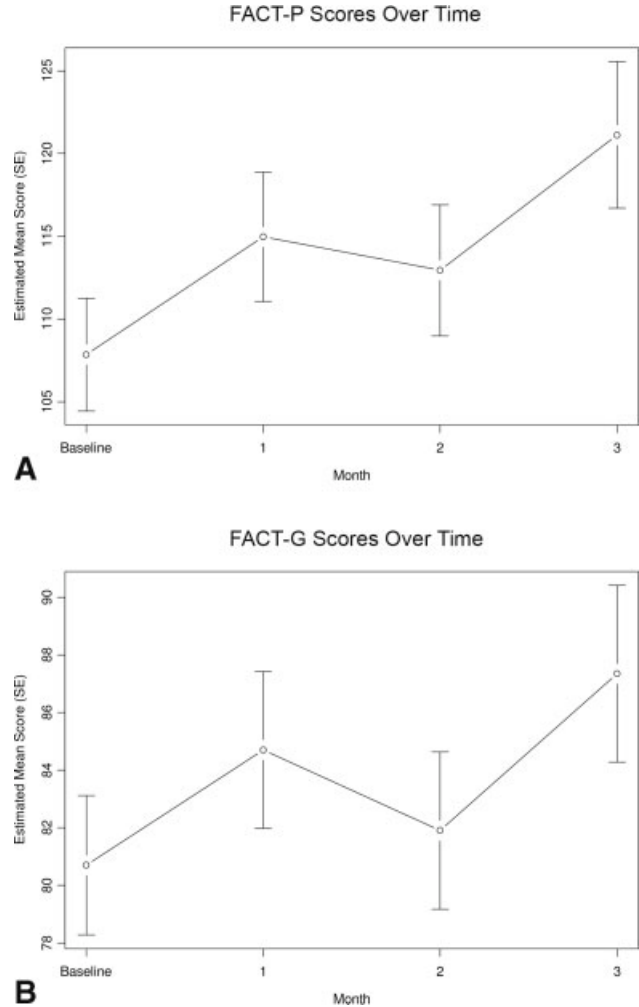 FACT-P Scores Over Time
Estimated Mean Score (SE)
125
120
115
110
105
Baseline 1 2 3
Month
A
FACT-G Scores Over Time
Estimated Mean Score (SE)
90
88
86
84
82
80
78
Baseline 1 2 3
Month
B